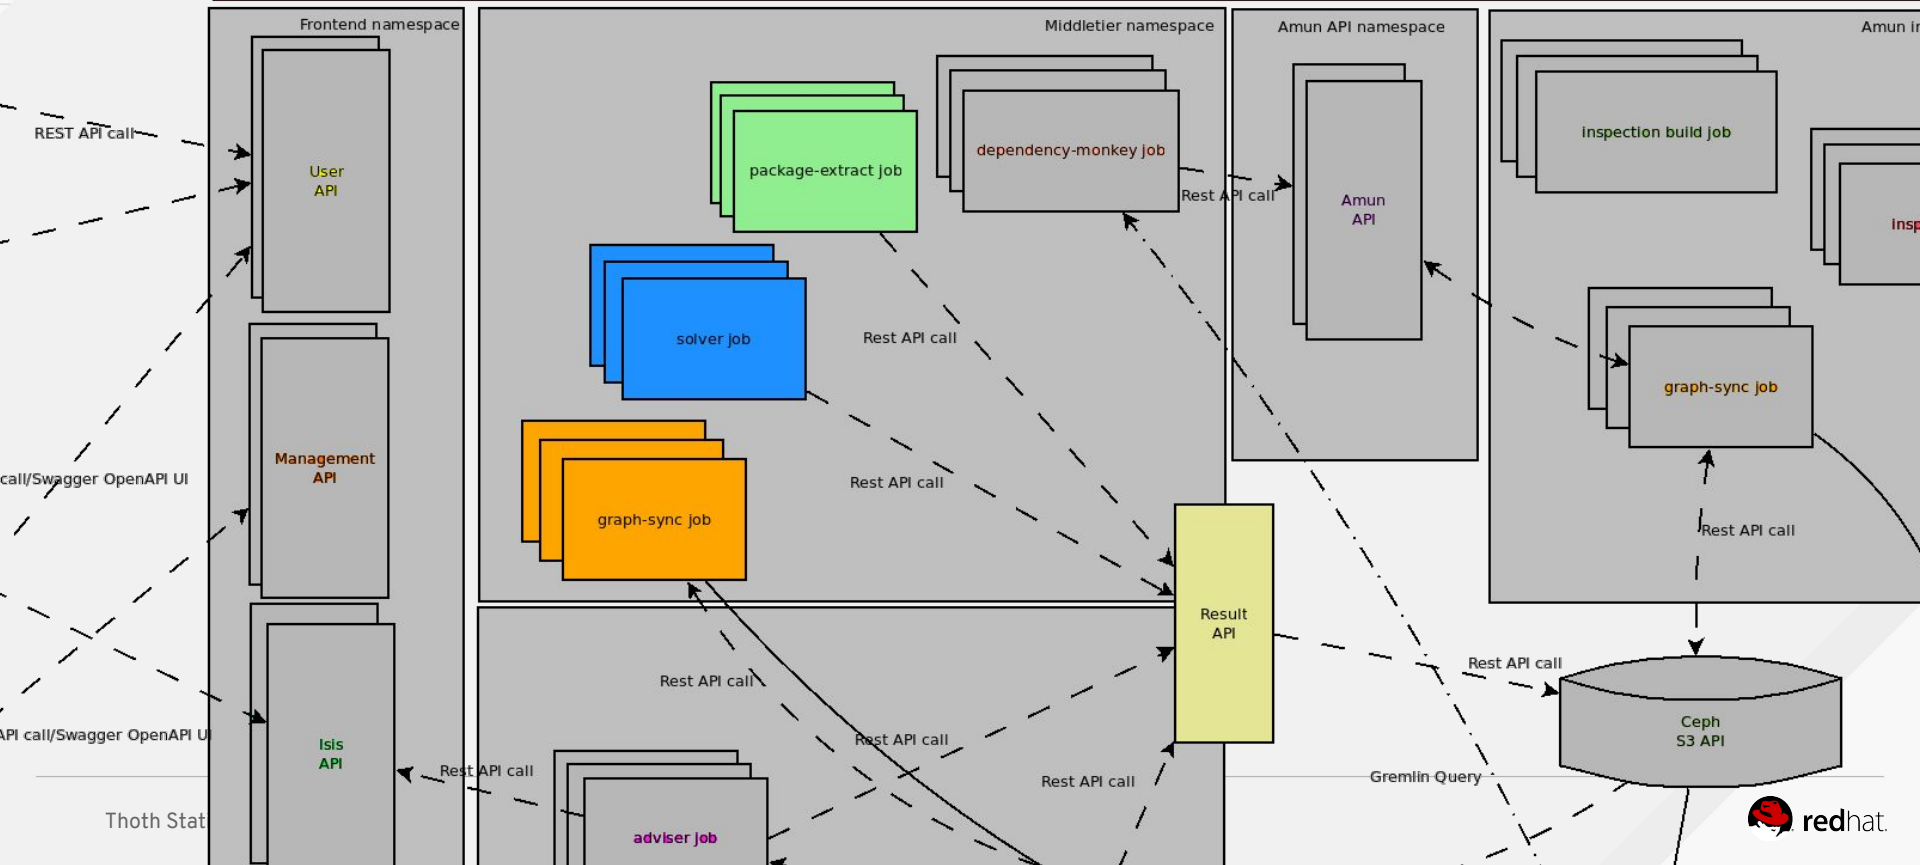 Frontend namespace
Middletier namespace
Amun API namespace
Amun
REST API call
User
API
package-extract job
dependency-monkey job
Rest API call
Amun
API
inspection build job
solver job
Rest API call
graph-sync job
Management
API
call/Swagger OpenAPI UI
Rest API call
graph-sync job
Rest API call
Result
API
Rest API call
Rest API call
Ceph
S3 API
API call/Swagger OpenAPI UI
Isis
API
Rest API call
Rest API call
Rest API call
Gremlin Query
adviser job
Thoth Stat
redhat.